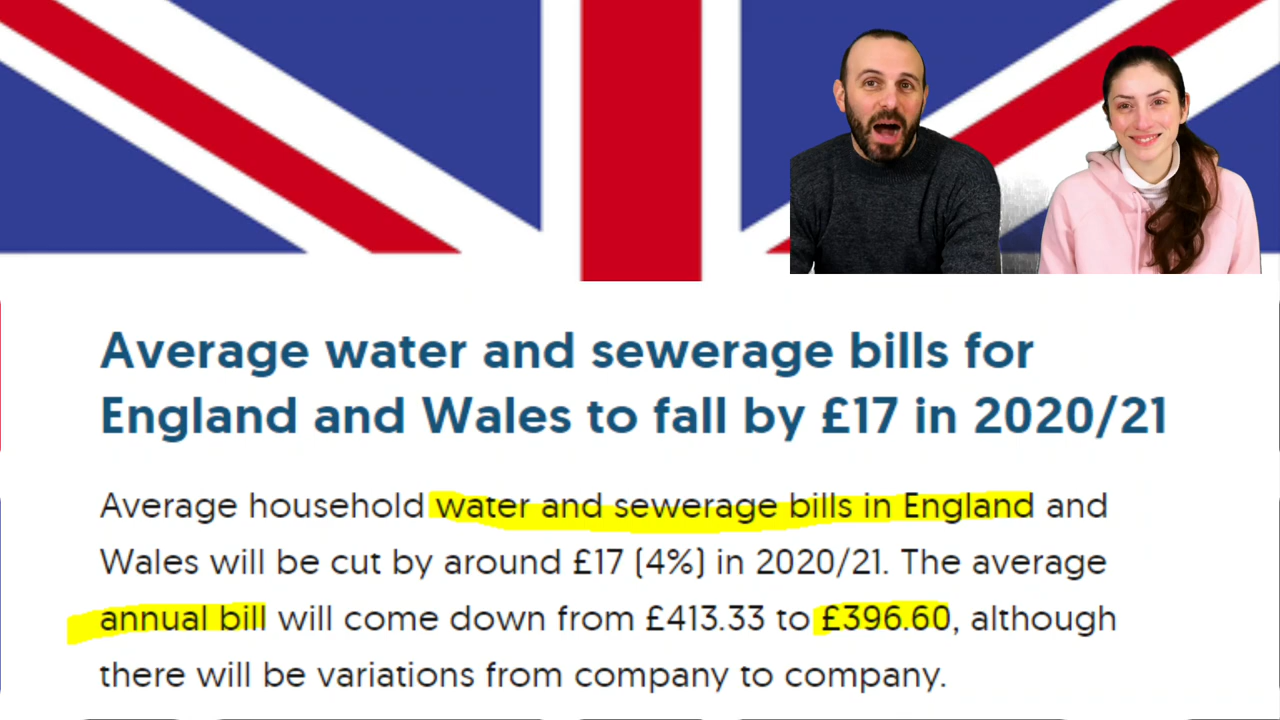 Average water and sewerage bills for
England and Wales to fall by £17 in 2020/21
Average household water and sewerage bills in England and
Wales will be cut by around £17 (4%) in 2020/21. The average
annual bill will come down from £413.33 to £396.60, although
there will be variations from company to company.